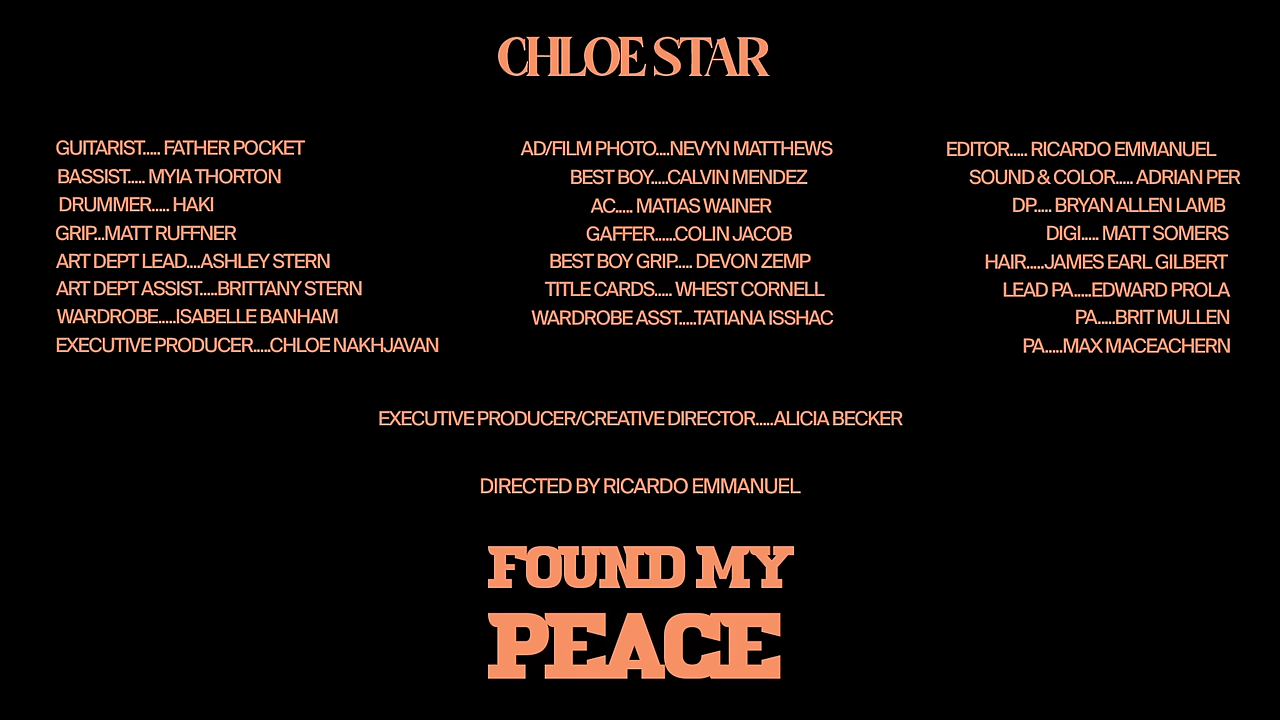 CHLOE STAR
GUITARIST..... FATHER POCKET
BASSIST..... MYIA THORTON
DRUMMER..... HAKI
GRIP...MATT RUFFNER
ART DEPT LEAD....ASHLEY STERN
ART DEPT ASSIST.....BRITTANY STERN
WARDROBE.....ISABELLE BANHAM
EXECUTIVE PRODUCER.....CHLOE NAKHJAVAN
AD/FILM PHOTO....NEVYN MATTHEWS
BEST BOY.....CALVIN MENDEZ
AC..... MATIAS WAINER
GAFFER......COLIN JACOB
BEST BOY GRIP..... DEVON ZEMP
TITLE CARDS..... WHEST CORNELL
WARDROBE ASST.....TATIANA ISSHAC
EDITOR..... RICARDO EMMANUEL
SOUND & COLOR..... ADRIAN PER
DP..... BRYAN ALLEN LAMB
DIGI..... MATT SOMERS
HAIR.....JAMES EARL GILBERT
LEAD PA.....EDWARD PROLA
PA.....BRIT MULLEN
PA.....MAX MACEACHERN
EXECUTIVE PRODUCER/CREATIVE DIRECTOR.....ALICIA BECKER
DIRECTED BY RICARDO EMMANUEL
FOUND MY
PEACE